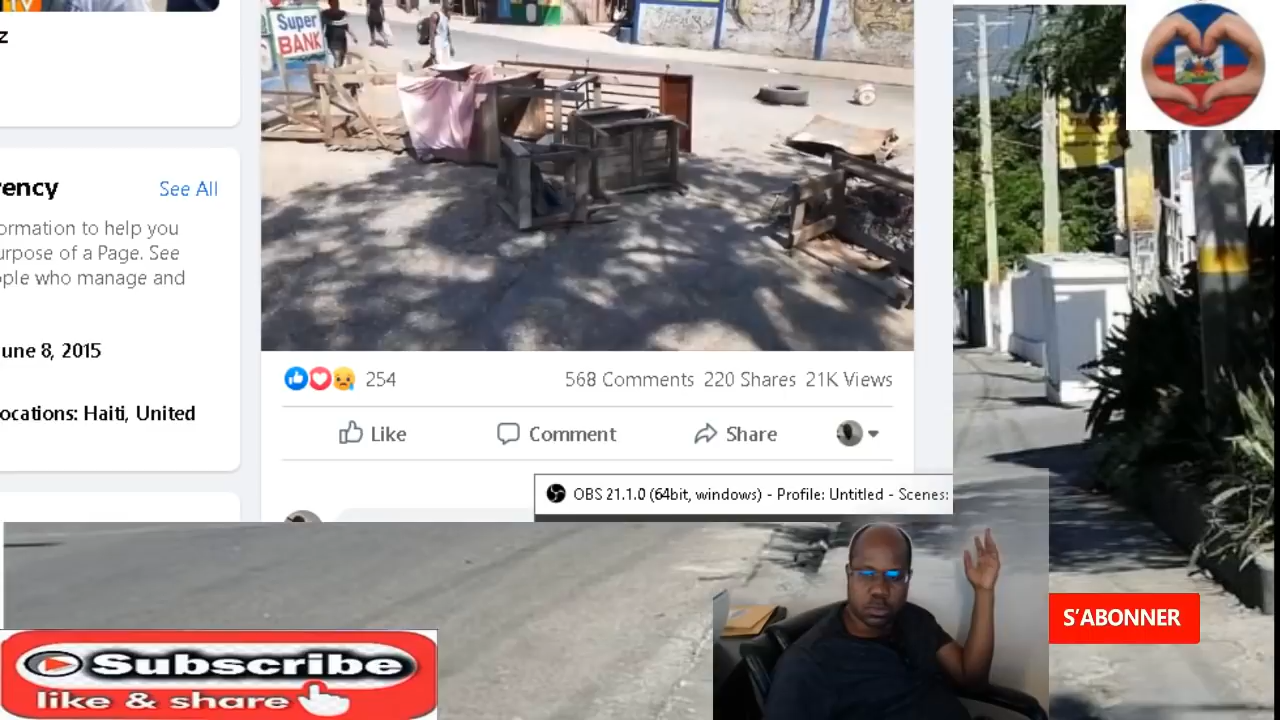 TV
z
Super
BANK
rency
See All
ormation to help you
urpose of a Page. See
ople who manage and
une 8, 2015
ocations: Haiti, United
254
568 Comments 220 Shares 21K Views
Like
Comment
Share
OBS 21.1.0 (64bit, windows) - Profile: Untitled - Scenes:
S'ABONNER
Subscribe
like & share